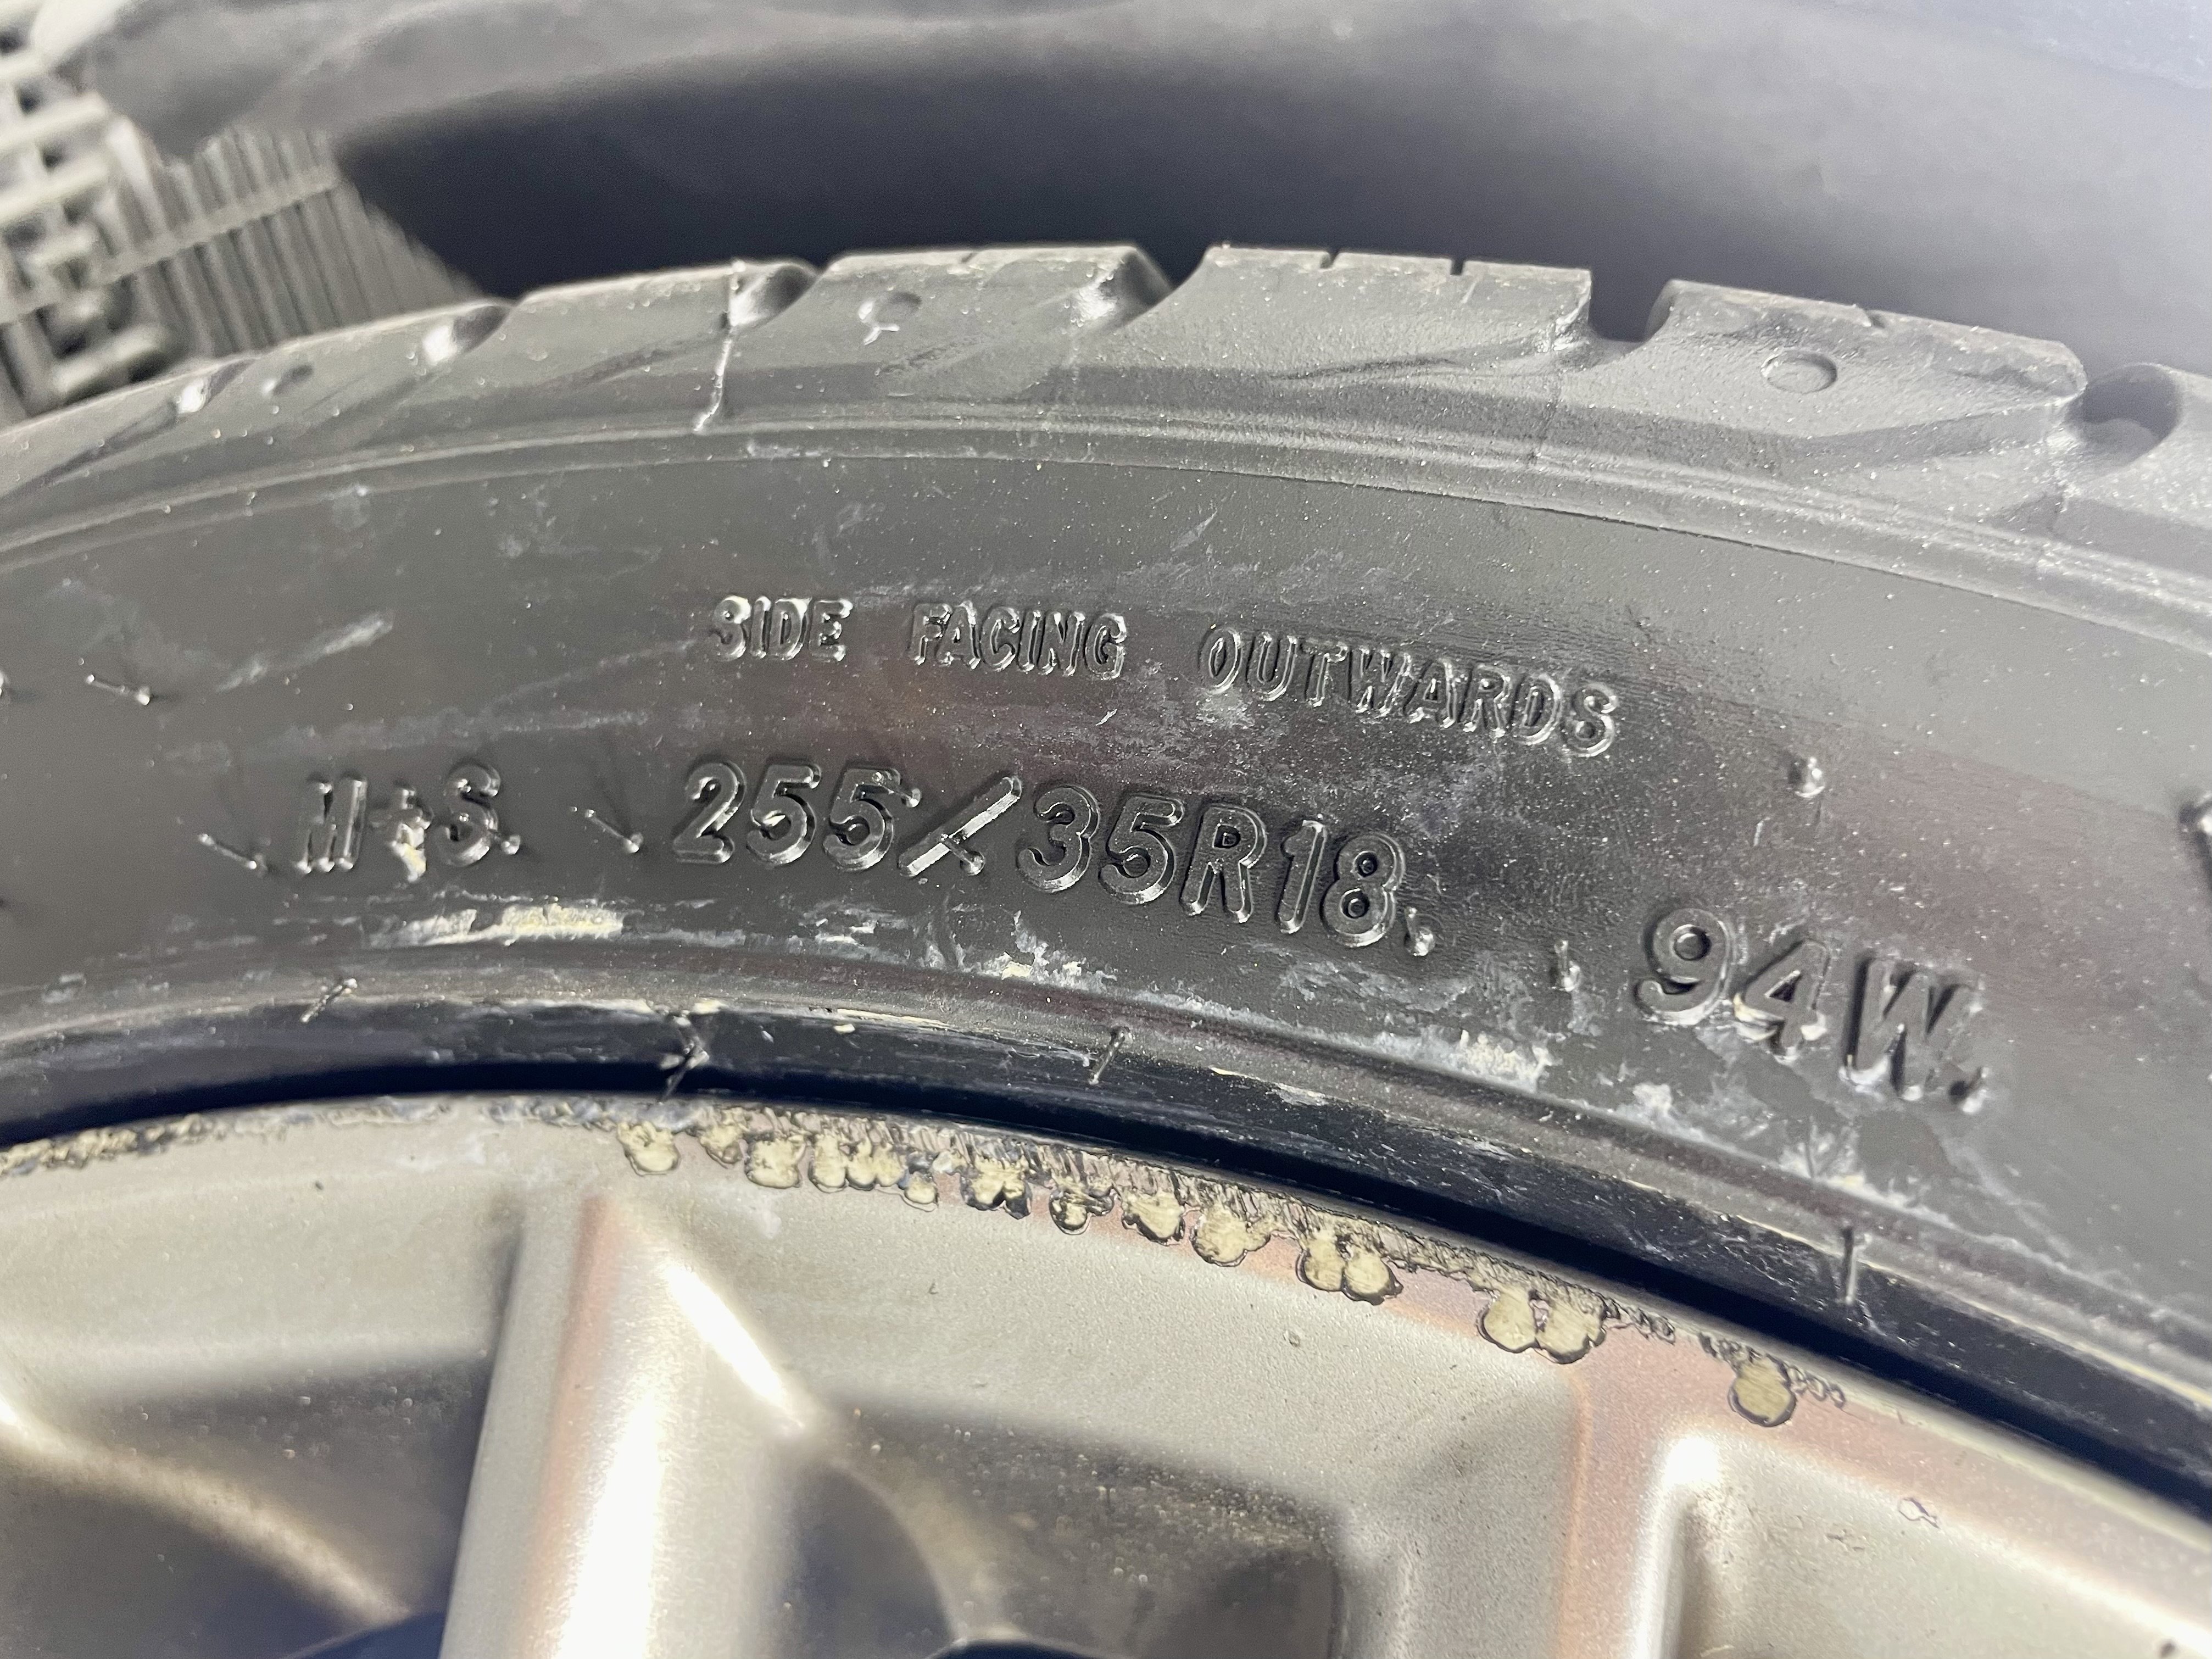 SIDE FACING OUTWARDS
M+S 255/35R18 94W